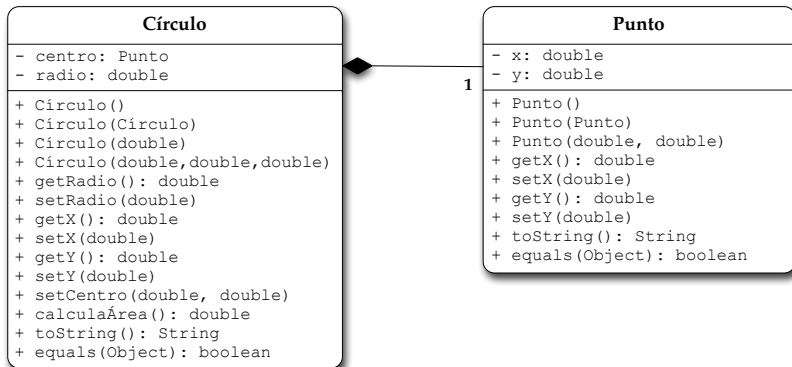 Círculo
- centro: Punto
- radio: double
+ Círculo()
+ Círculo(Círculo)
+ Círculo(double)
+ Círculo(double,double,double)
+ getRadio(): double
+ setRadio(double)
+ getX(): double
+ setX(double)
+ getY(): double
+ setY(double)
+ setCentro(double, double)
+ calculaÁrea(): double
+ toString(): String
+ equals(Object): boolean
1
Punto
- x: double
- y: double
+ Punto()
+ Punto(Punto)
+ Punto(double, double)
+ getX(): double
+ setX(double)
+ getY(): double
+ setY(double)
+ toString(): String
+ equals(Object): boolean